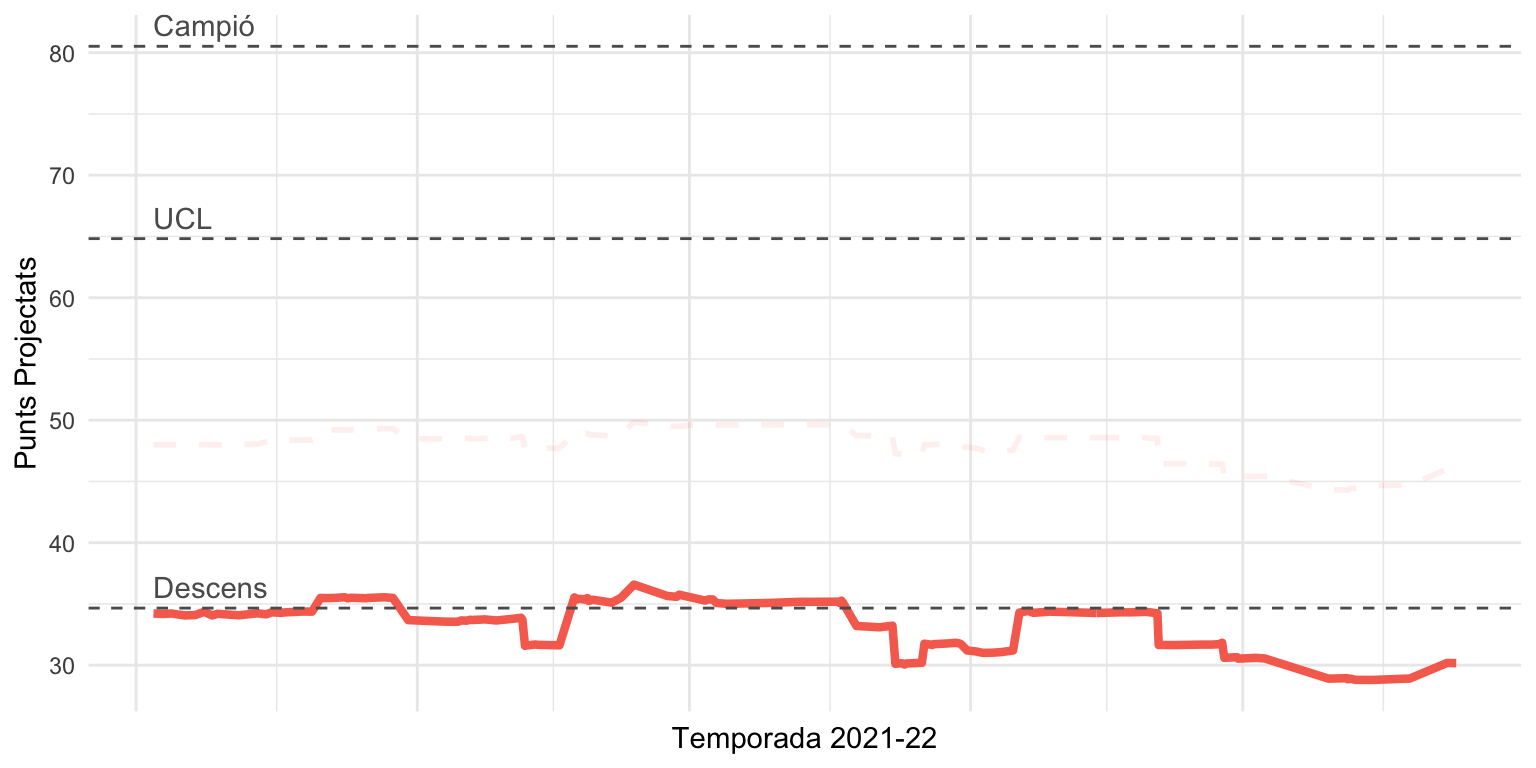 Campió
80
70
UCL
60
50
40
Descens
30
Punts Projectats
Temporada 2021-22